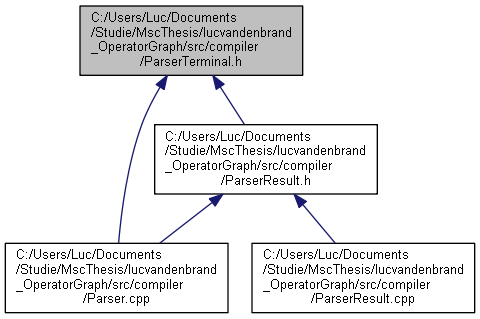 C:/Users/Luc/Documents
/Studie/MscThesis/lucvandenbrand
_OperatorGraph/src/compiler
/ParserTerminal.h
C:/Users/Luc/Documents
/Studie/MscThesis/lucvandenbrand
_OperatorGraph/src/compiler
/ParserResult.h
C:/Users/Luc/Documents
/Studie/MscThesis/lucvandenbrand
_OperatorGraph/src/compiler
/Parser.cpp
C:/Users/Luc/Documents
/Studie/MscThesis/lucvandenbrand
_OperatorGraph/src/compiler
/ParserResult.cpp